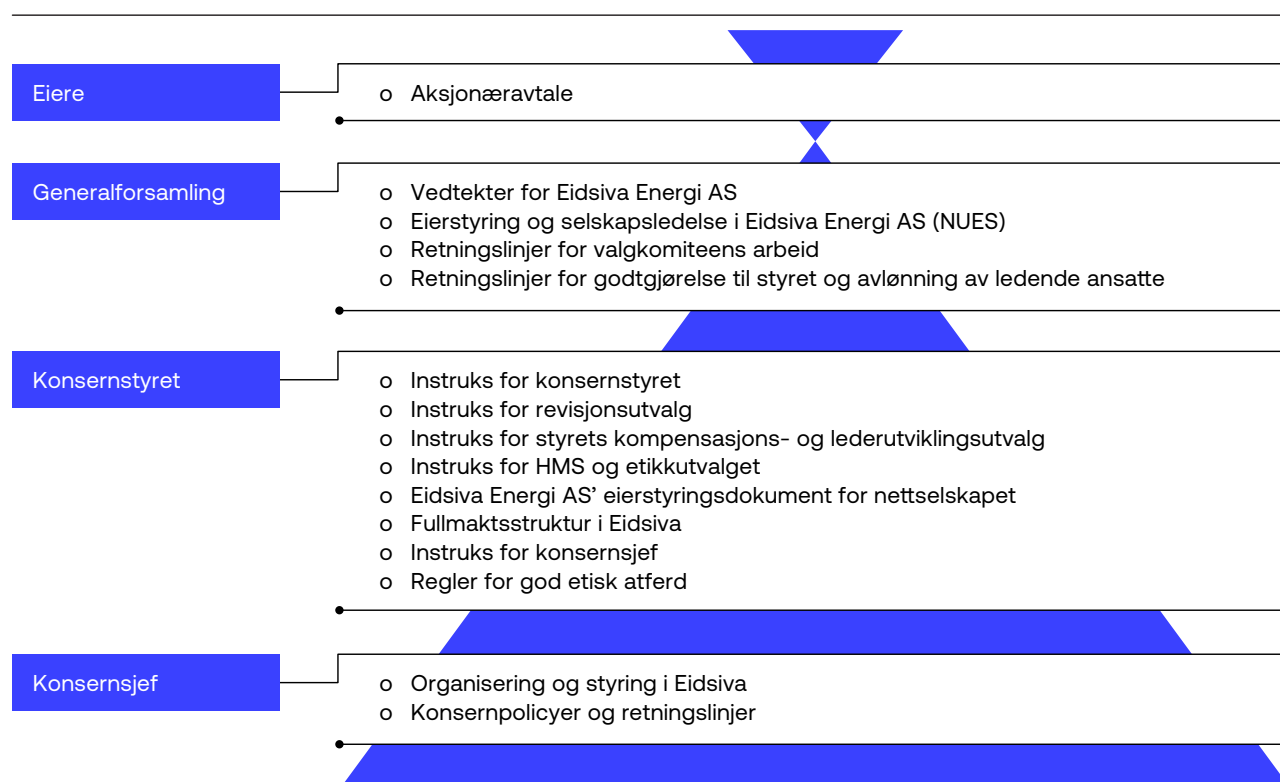 Eiere
o Aksjonæravtale
Generalforsamling
o Vedtekter for Eidsiva Energi AS
o Eierstyring og selskapsledelse i Eidsiva Energi AS (NUES)
o Retningslinjer for valgkomiteens arbeid
o Retningslinjer for godtgjørelse til styret og avlønning av ledende ansatte
Konsernstyret
o Instruks for konsernstyret
o Instruks for revisjonsutvalg
o Instruks for styrets kompensasjons- og lederutviklingsutvalg
o Instruks for HMS og etikkutvalget
o Eidsiva Energi AS’ eierstyringsdokument for nettselskapet
o Fullmaktsstruktur i Eidsiva
o Instruks for konsernsjef
o Regler for god etisk atferd
Konsernsjef
o Organisering og styring i Eidsiva
o Konsernpolicyer og retningslinjer